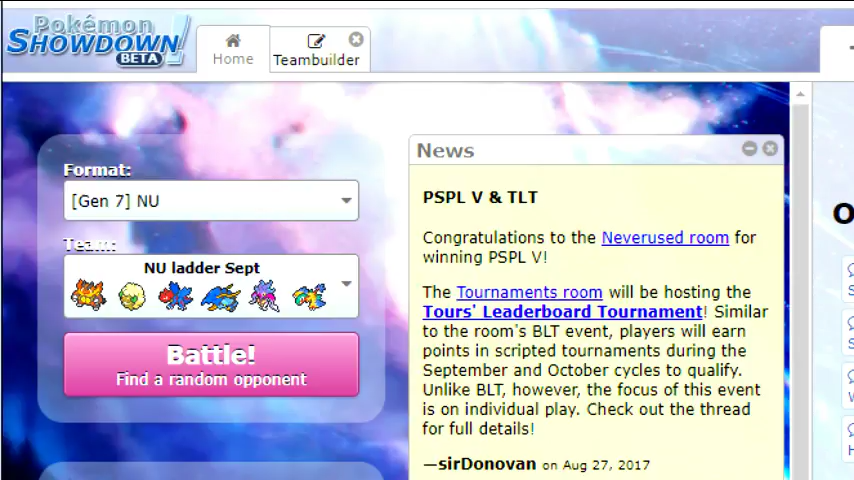 Pokémon
SHOWDOWN!
BETA
Home
Teambuilder
Format:
[Gen 7] NU
Team:
NU ladder Sept
Battle!
Find a random opponent
News
PSPL V & TLT
Congratulations to the Neverused room for
winning PSPL V!
The Tournaments room will be hosting the
Tours' Leaderboard Tournament! Similar
to the room's BLT event, players will earn
points in scripted tournaments during the
September and October cycles to qualify.
Unlike BLT, however, the focus of this event
is on individual play. Check out the thread
for full details!
—sirDonovan on Aug 27, 2017